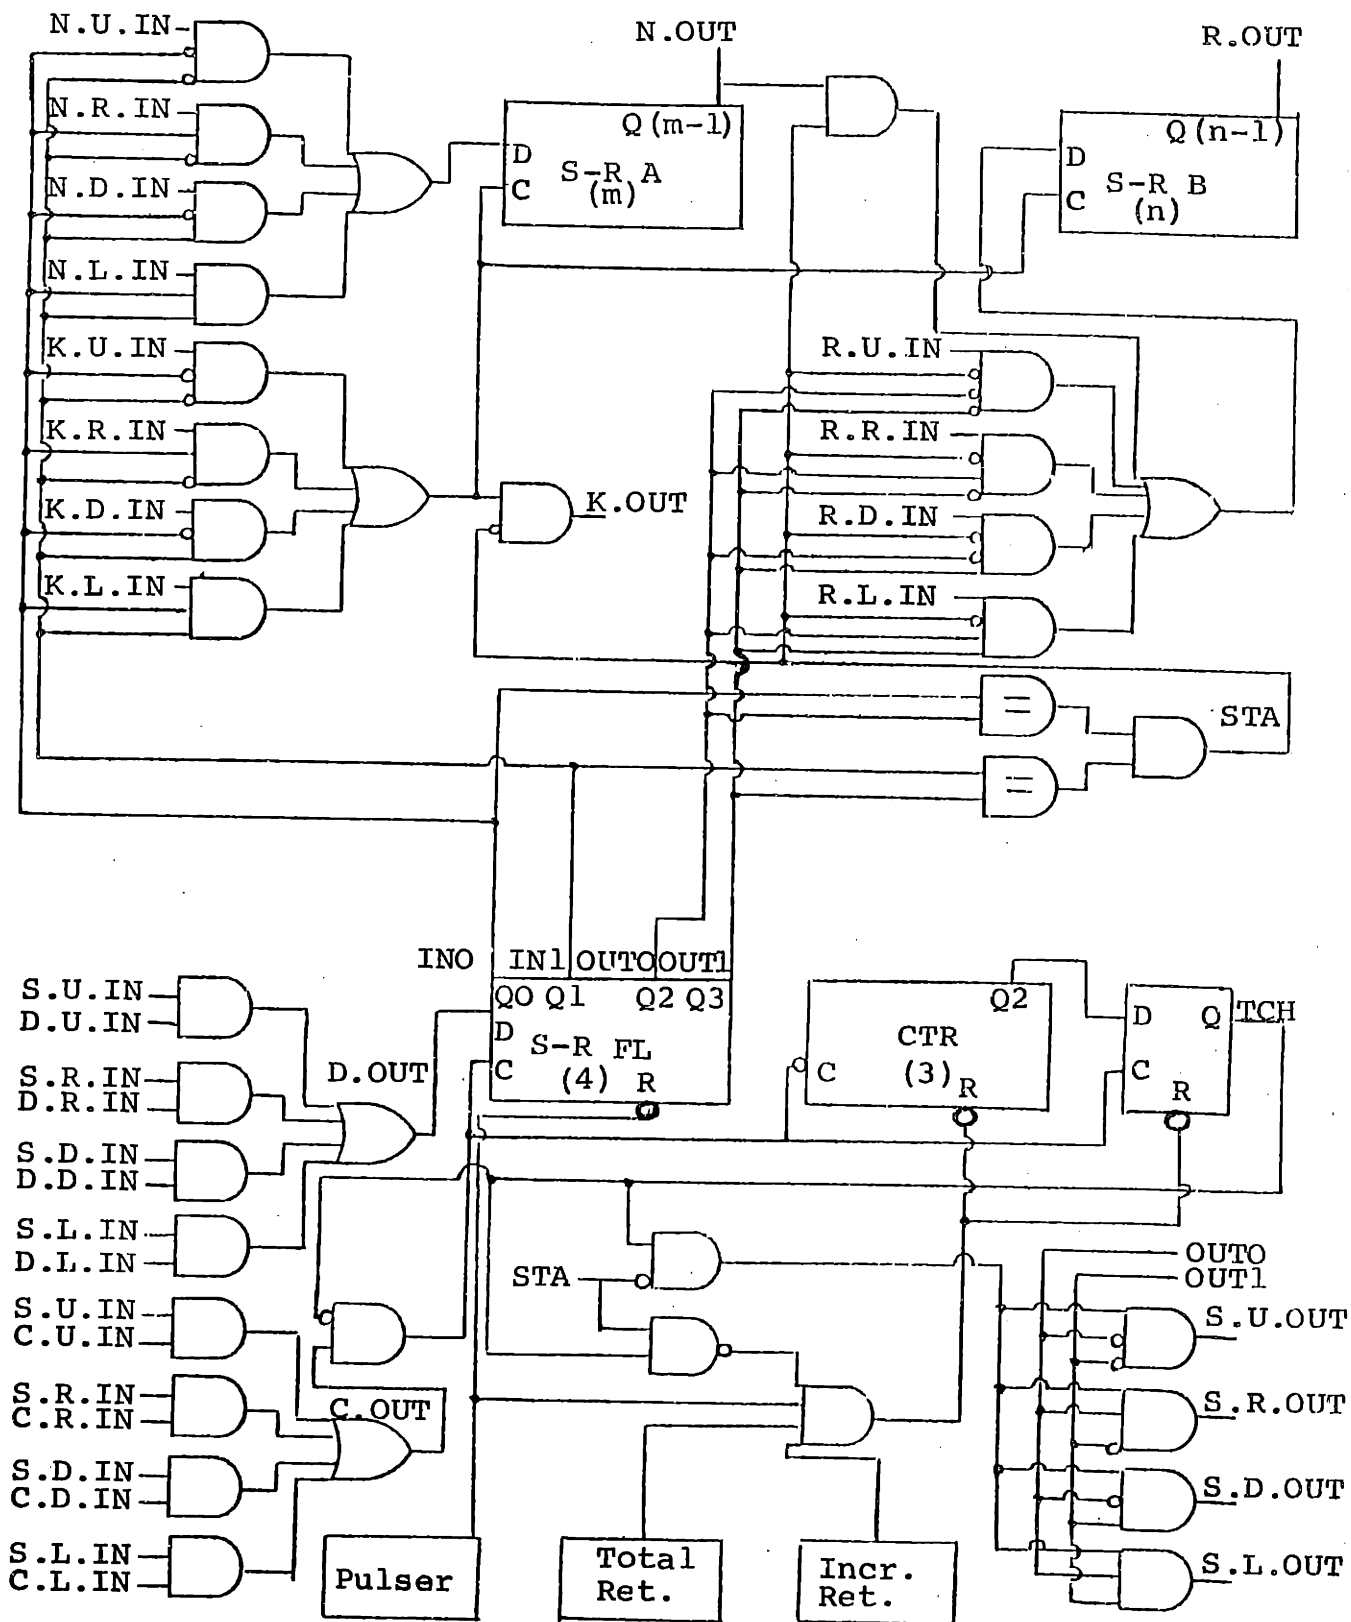 N.U.IN
N.OUT
R.OUT
N.R.IN
Q(m-1)
D
S-R A
(m)
C
Q(n-1)
D
S-R B
C
(n)
N.D.IN
N.L.IN
K.U.IN
R.U.IN
K.R.IN
R.R.IN
K.OUT
K.D.IN
R.D.IN
K.L.IN
R.L.IN
=
STA
=
INO
IN1
OUTO
OUT1
Q0
Q1
Q2
Q3
D
S-R FL
C
(4)
R
Q2
CTR
C
(3)
R
D
Q
TCH
C
R
S.U.IN
D.U.IN
S.R.IN
D.R.IN
D.OUT
S.D.IN
D.D.IN
S.L.IN
D.L.IN
STA
OUTO
OUT1
S.U.IN
C.U.IN
S.U.OUT
S.R.IN
C.R.IN
C.OUT
S.R.OUT
S.D.IN
C.D.IN
S.D.OUT
S.L.IN
C.L.IN
S.L.OUT
Pulser
Total
Ret.
Incr.
Ret.